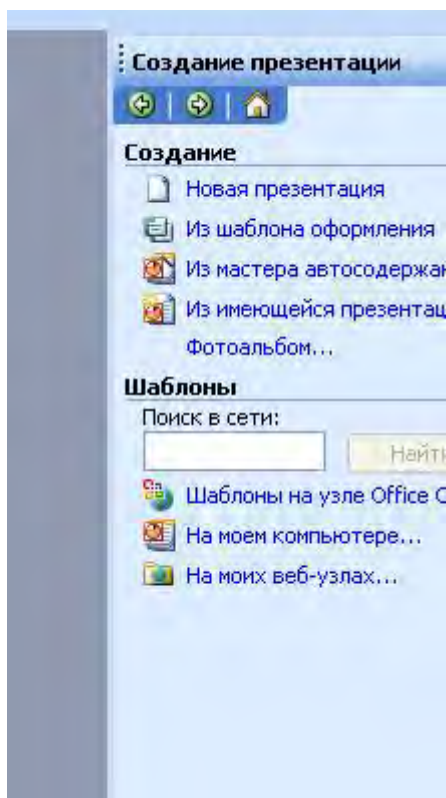 Создание презентации
Создание
Новая презентация
Из шаблона оформления
Из мастера автосодержан
Из имеющейся презентац
Фотоальбом...
Шаблоны
Поиск в сети:
Найти
Шаблоны на узле Office O
На моем компьютере...
На моих веб-узлах...